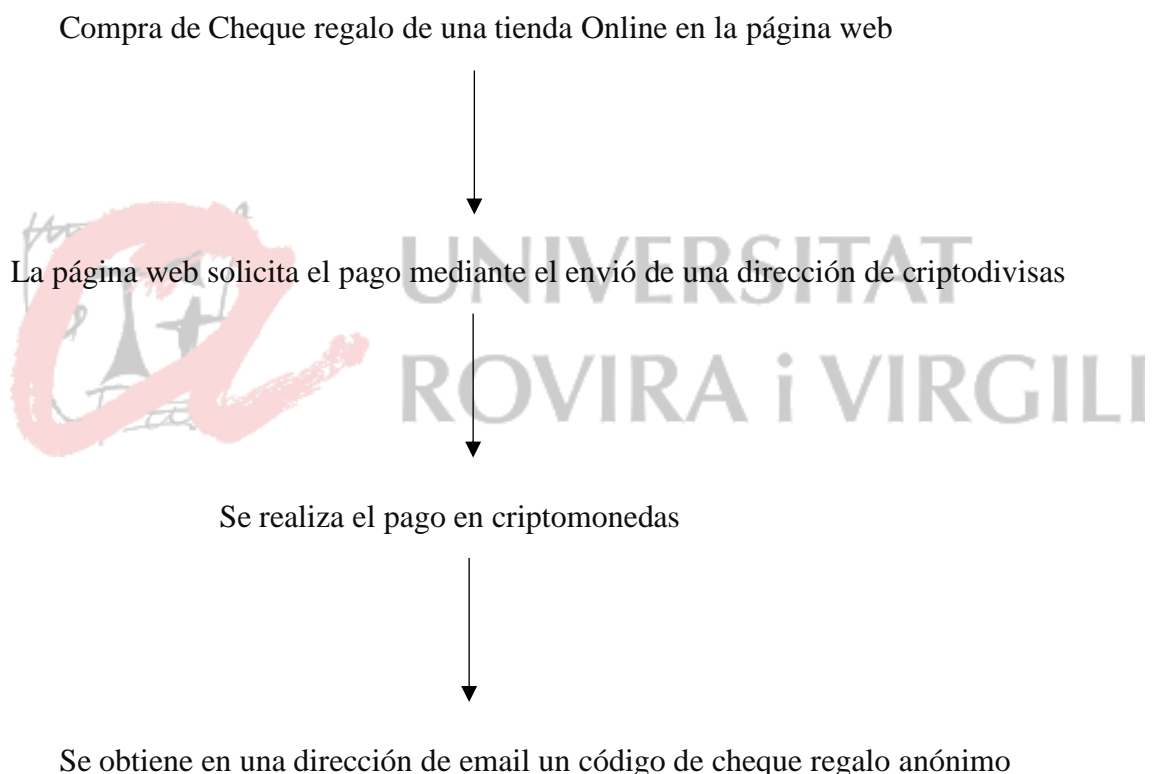 Compra de Cheque regalo de una tienda Online en la página web
UNIVERSITAT
La página web solicita el pago mediante el envió de una dirección de criptodivisas
ROVIRA i VIRGILI
Se realiza el pago en criptomonedas
Se obtiene en una dirección de email un código de cheque regalo anónimo